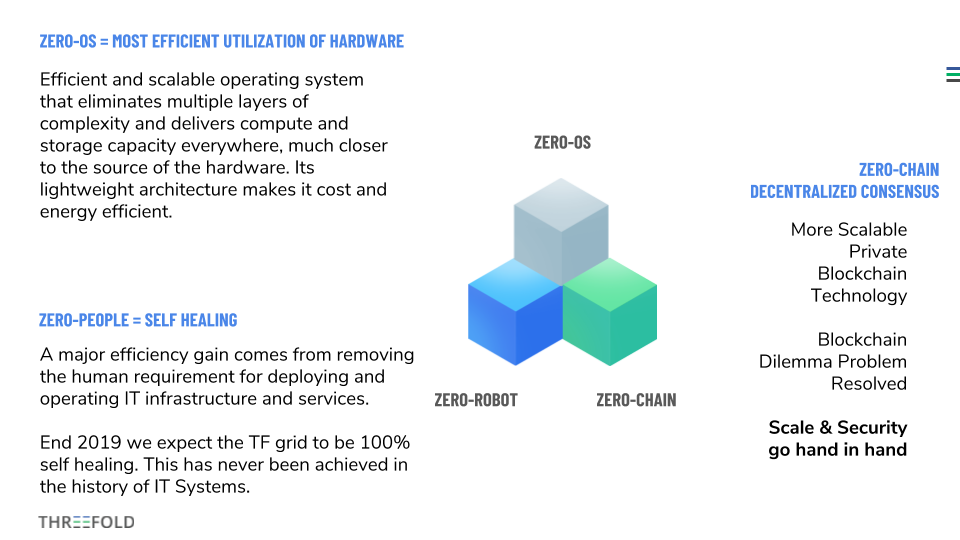 ZERO-OS = MOST EFFICIENT UTILIZATION OF HARDWARE
Efficient and scalable operating system
that eliminates multiple layers of
complexity and delivers compute and
storage capacity everywhere, much closer
to the source of the hardware. Its
lightweight architecture makes it cost and
energy efficient.
ZERO-PEOPLE = SELF HEALING
A major efficiency gain comes from removing
the human requirement for deploying and
operating IT infrastructure and services.
End 2019 we expect the TF grid to be 100%
self healing. This has never been achieved in
the history of IT Systems.
ZERO-OS
ZERO-ROBOT
ZERO-CHAIN
ZERO-CHAIN
DECENTRALIZED CONSENSUS
More Scalable
Private
Blockchain
Technology
Blockchain
Dilemma Problem
Resolved
Scale & Security
go hand in hand
THREEFOLD